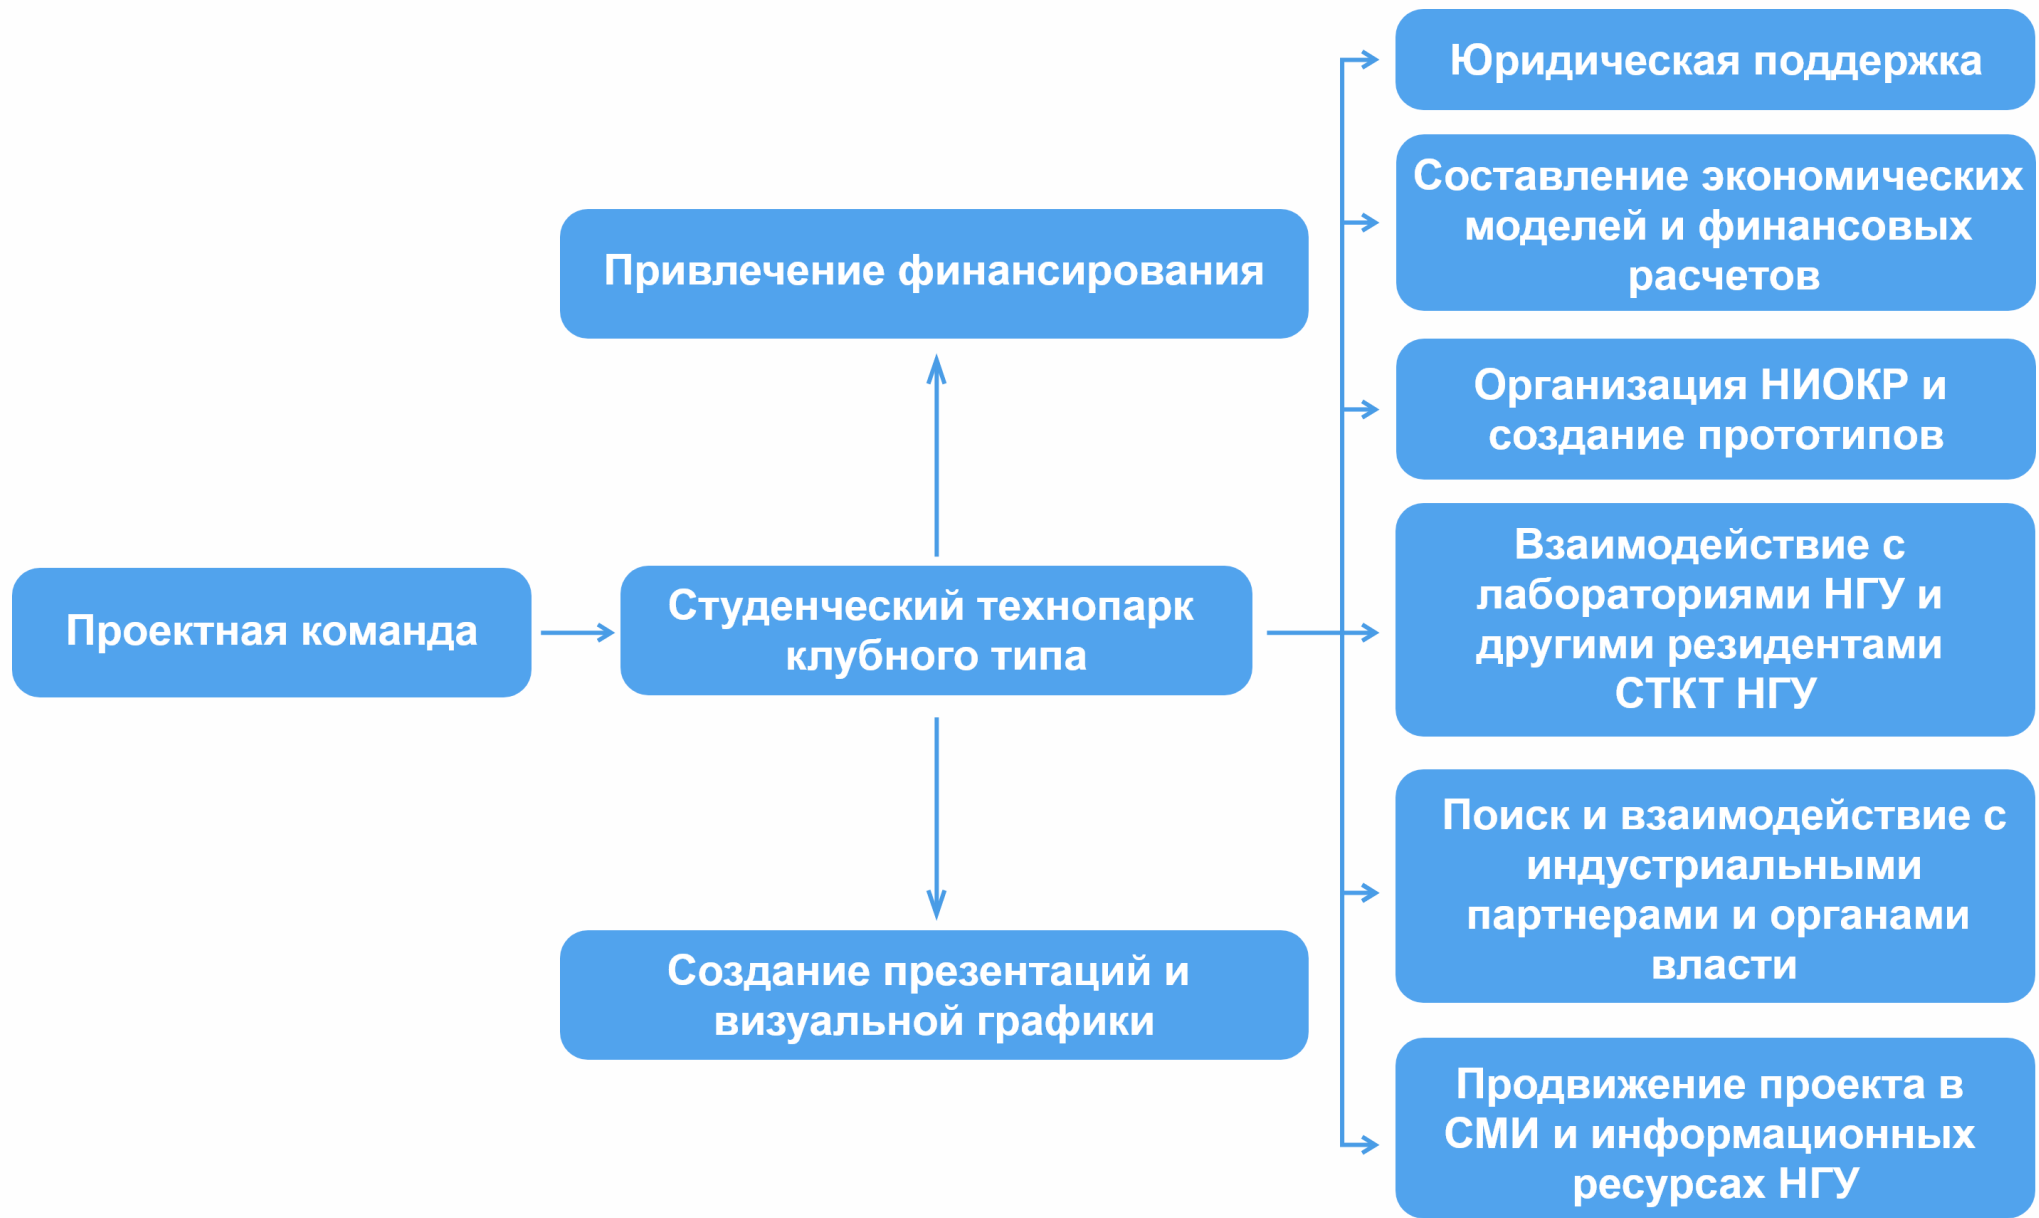 Проектная команда
Студенческий технопарк
клубного типа
Привлечение финансирования
Создание презентаций и
визуальной графики
Юридическая поддержка
Составление экономических
моделей и финансовых
расчетов
Организация НИОКР и
создание прототипов
Взаимодействие с
лабораториями НГУ и
другими резидентами
СТКТ НГУ
Поиск и взаимодействие с
индустриальными
партнерами и органами
власти
Продвижение проекта в
СМИ и информационных
ресурсах НГУ